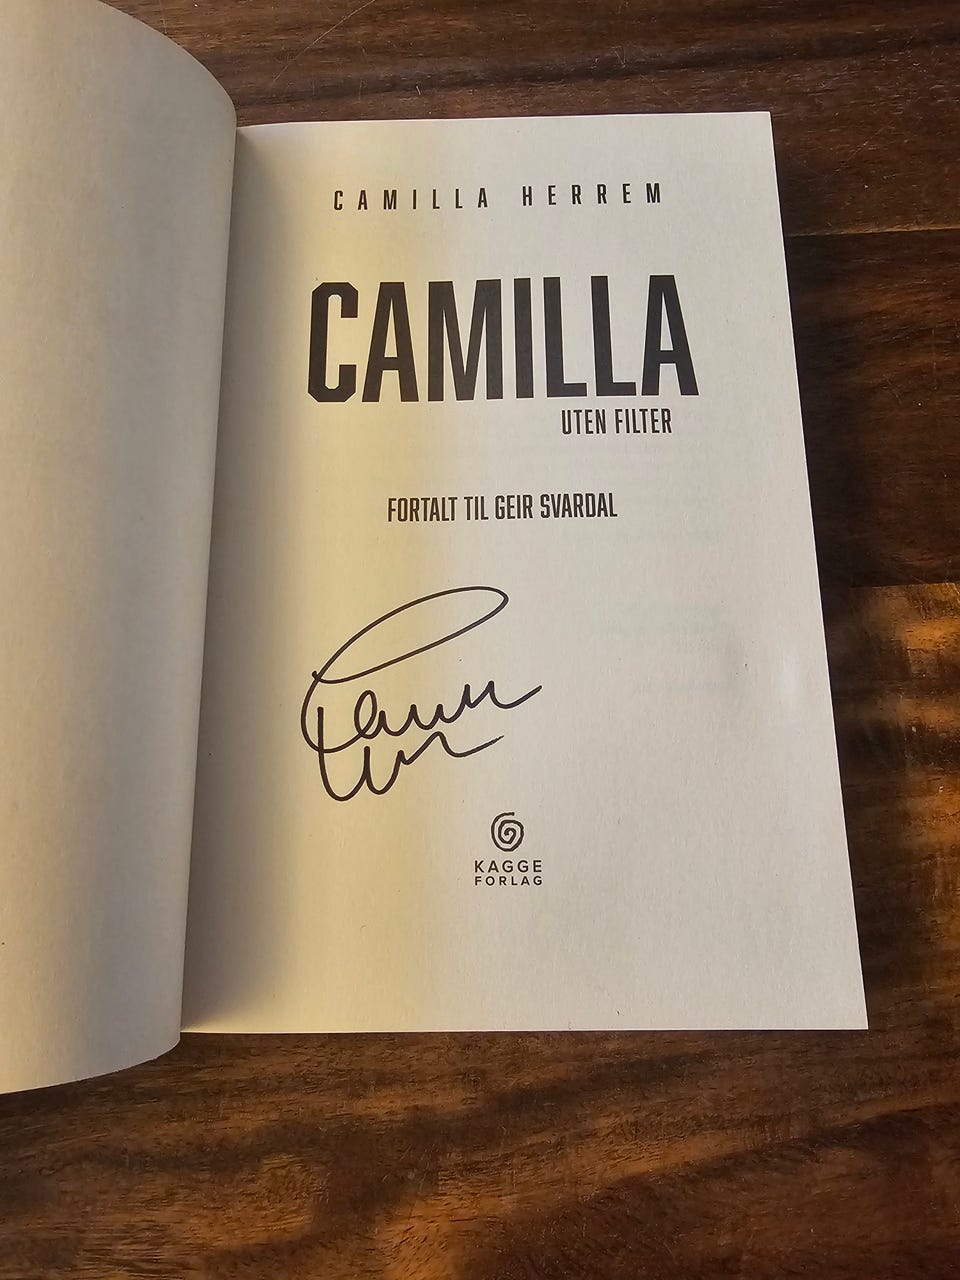 CAMILLA HERREM
CAMILLA
UTEN FILTER
FORTALT TIL GEIR SVARDAL
KAGGE
FORLAG